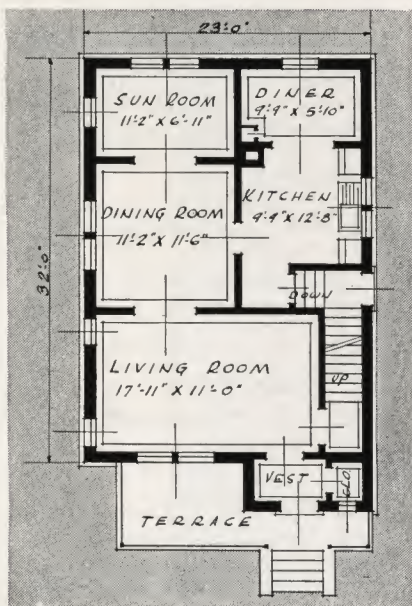 23'-0"
SUN ROOM
11'-2" X 6'-11"
DINER
9'-9" X 5'-10"
KITCHEN
9'-9" X 12'-8"
DINING ROOM
11'-2" X 11'-6"
32'-0"
DOWN
LIVING ROOM
17'-11" X 11'-0"
UP
VEST
CLO.
TERRACE